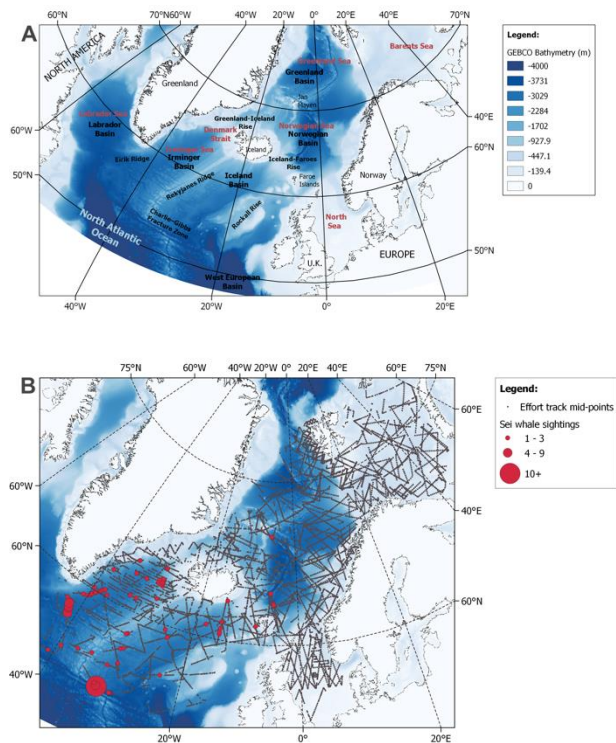 A
60°N
70°N
60°W
40°W
20°W
0°
20°E
40°E
70°N
NORTH AMERICA
Greenland
Barents Sea
Greenland Sea
Greenland
Basin
Jan
Mayen
Labrador Sea
Labrador
Basin
Greenland-Iceland
Rise
Denmark
Strait
Norwegian Sea
Norwegian
Basin
40°E
60°N
60°W
50°N
Eirik Ridge
Irminger Sea
Irminger
Basin
Iceland
Iceland-Faroes
Rise
Reykjanes Ridge
Iceland
Basin
Faroe
Islands
Norway
Charlie-Gibbs
Fracture Zone
Rockall Rise
North
Sea
North Atlantic
Ocean
U.K.
EUROPE
50°N
West European
Basin
40°W
20°W
0°
20°E
Legend:
GEBCO Bathymetry (m)
-4000
-3731
-3029
-2284
-1702
-927.9
-447.1
-139.4
0
B
75°N
60°W
40°W
20°W
0°
20°E
40°E
75°N
60°E
40°E
60°N
60°W
60°N
40°W
20°W
0°
20°E
Legend:
Effort track mid-points
Sei whale sightings
1 - 3
4 - 9
10+